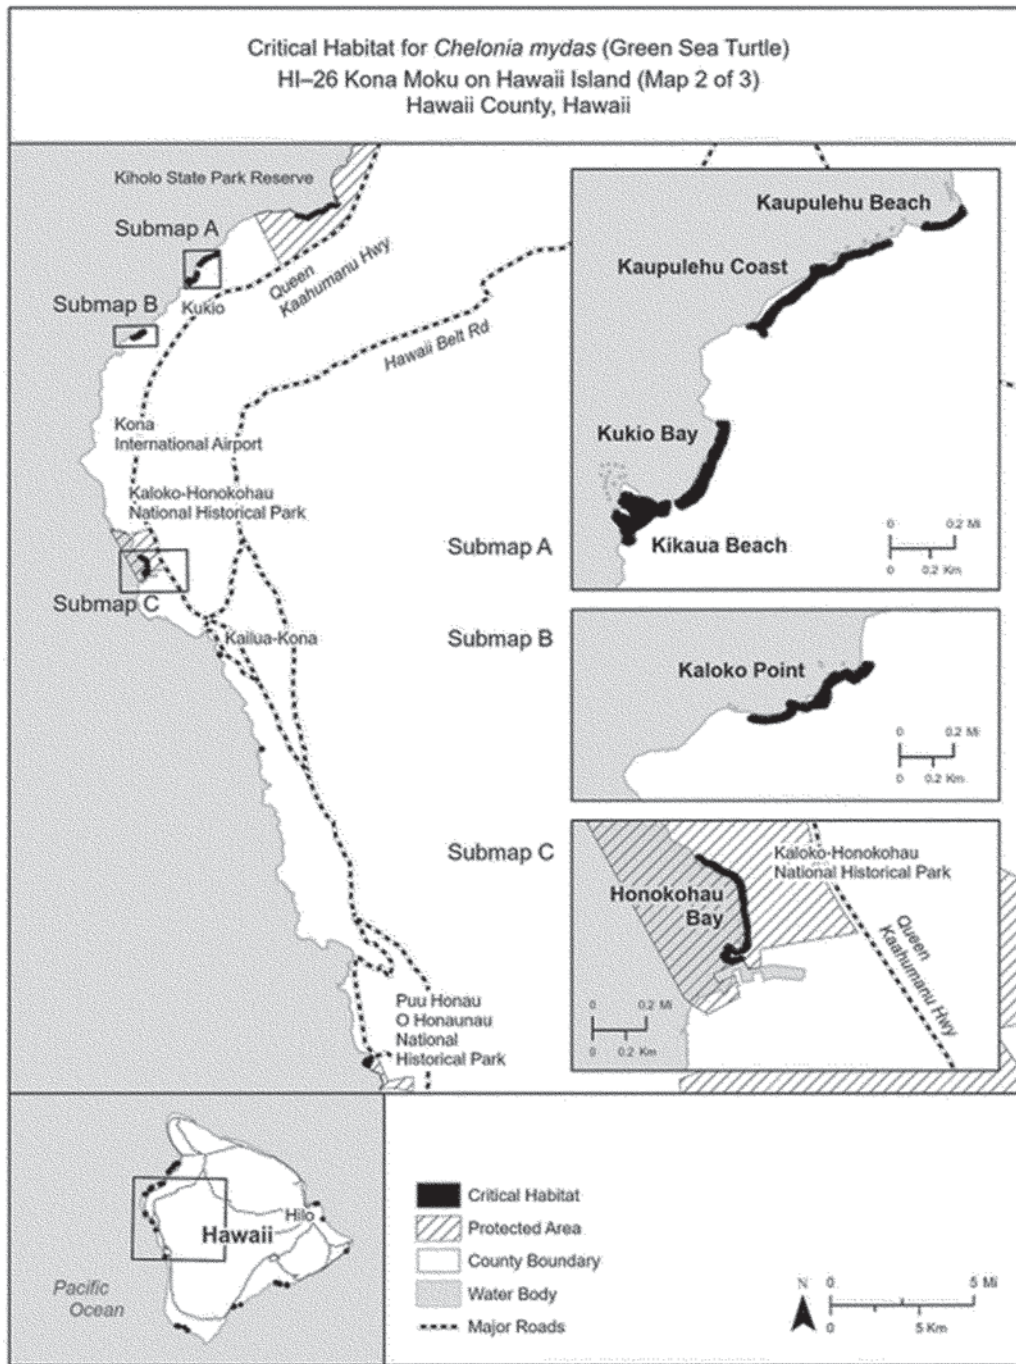 Critical Habitat for Chelonia mydas (Green Sea Turtle)
HI–26 Kona Moku on Hawaii Island (Map 2 of 3)
Hawaii County, Hawaii
Kiholo State Park Reserve
Submap A
Queen
Kaahumanu Hwy
Submap B
Kukio
Hawaii Belt Rd
Kona
International Airport
Kaloko-Honokohau
National Historical Park
Submap C
Kailua-Kona
Puu Honau
O Honaunau
National
Historical Park
Submap A
Kaupulehu Beach
Kaupulehu Coast
Kukio Bay
Kikaua Beach
0 0.2 Mi
0 0.2 Km
Submap B
Kaloko Point
0 0.2 Mi
0 0.2 Km
Submap C
Kaloko-Honokohau
National Historical Park
Honokohau
Bay
Queen
Kaahumanu Hwy
0 0.2 Mi
0 0.2 Km
Hilo
Hawaii
Pacific
Ocean
Critical Habitat
Protected Area
County Boundary
Water Body
Major Roads
N
0 5 Mi
0 5 Km